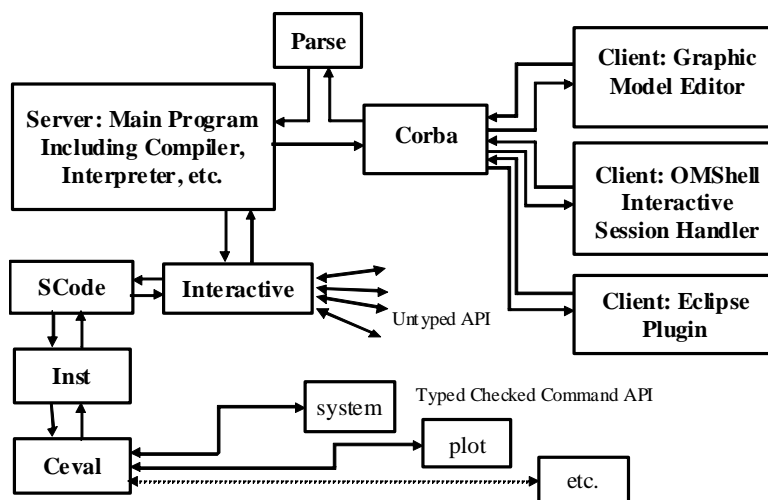 Parse
Client: Graphic
Model Editor
Server: Main Program
Including Compiler,
Interpreter, etc.
Corba
Client: OMShell
Interactive
Session Handler
SCode
Interactive
Untyped API
Client: Eclipse
Plugin
Inst
system
Typed Checked Command API
plot
Ceval
etc.